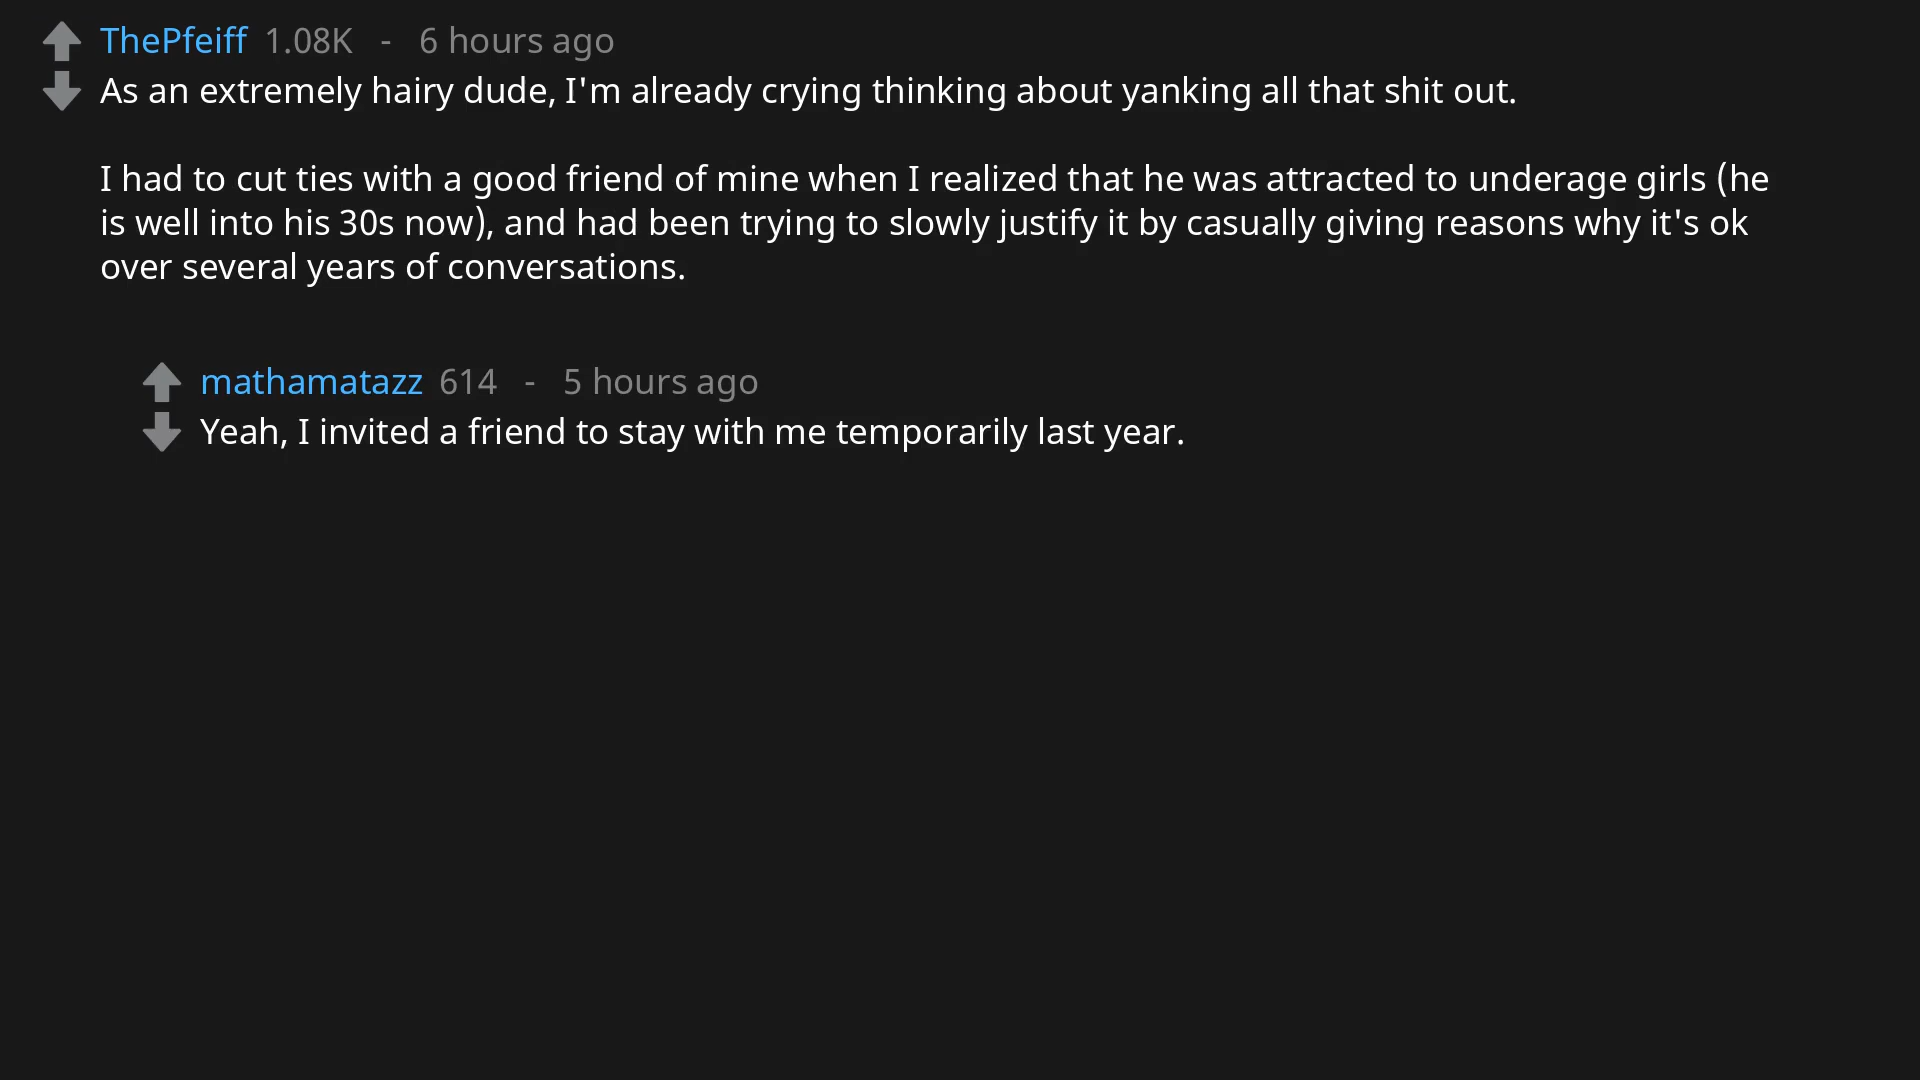 ThePfeiff 1.08K - 6 hours ago
As an extremely hairy dude, I'm already crying thinking about yanking all that shit out.
I had to cut ties with a good friend of mine when I realized that he was attracted to underage girls (he
is well into his 30s now), and had been trying to slowly justify it by casually giving reasons why it's ok
over several years of conversations.
mathamatazz 614 - 5 hours ago
Yeah, I invited a friend to stay with me temporarily last year.